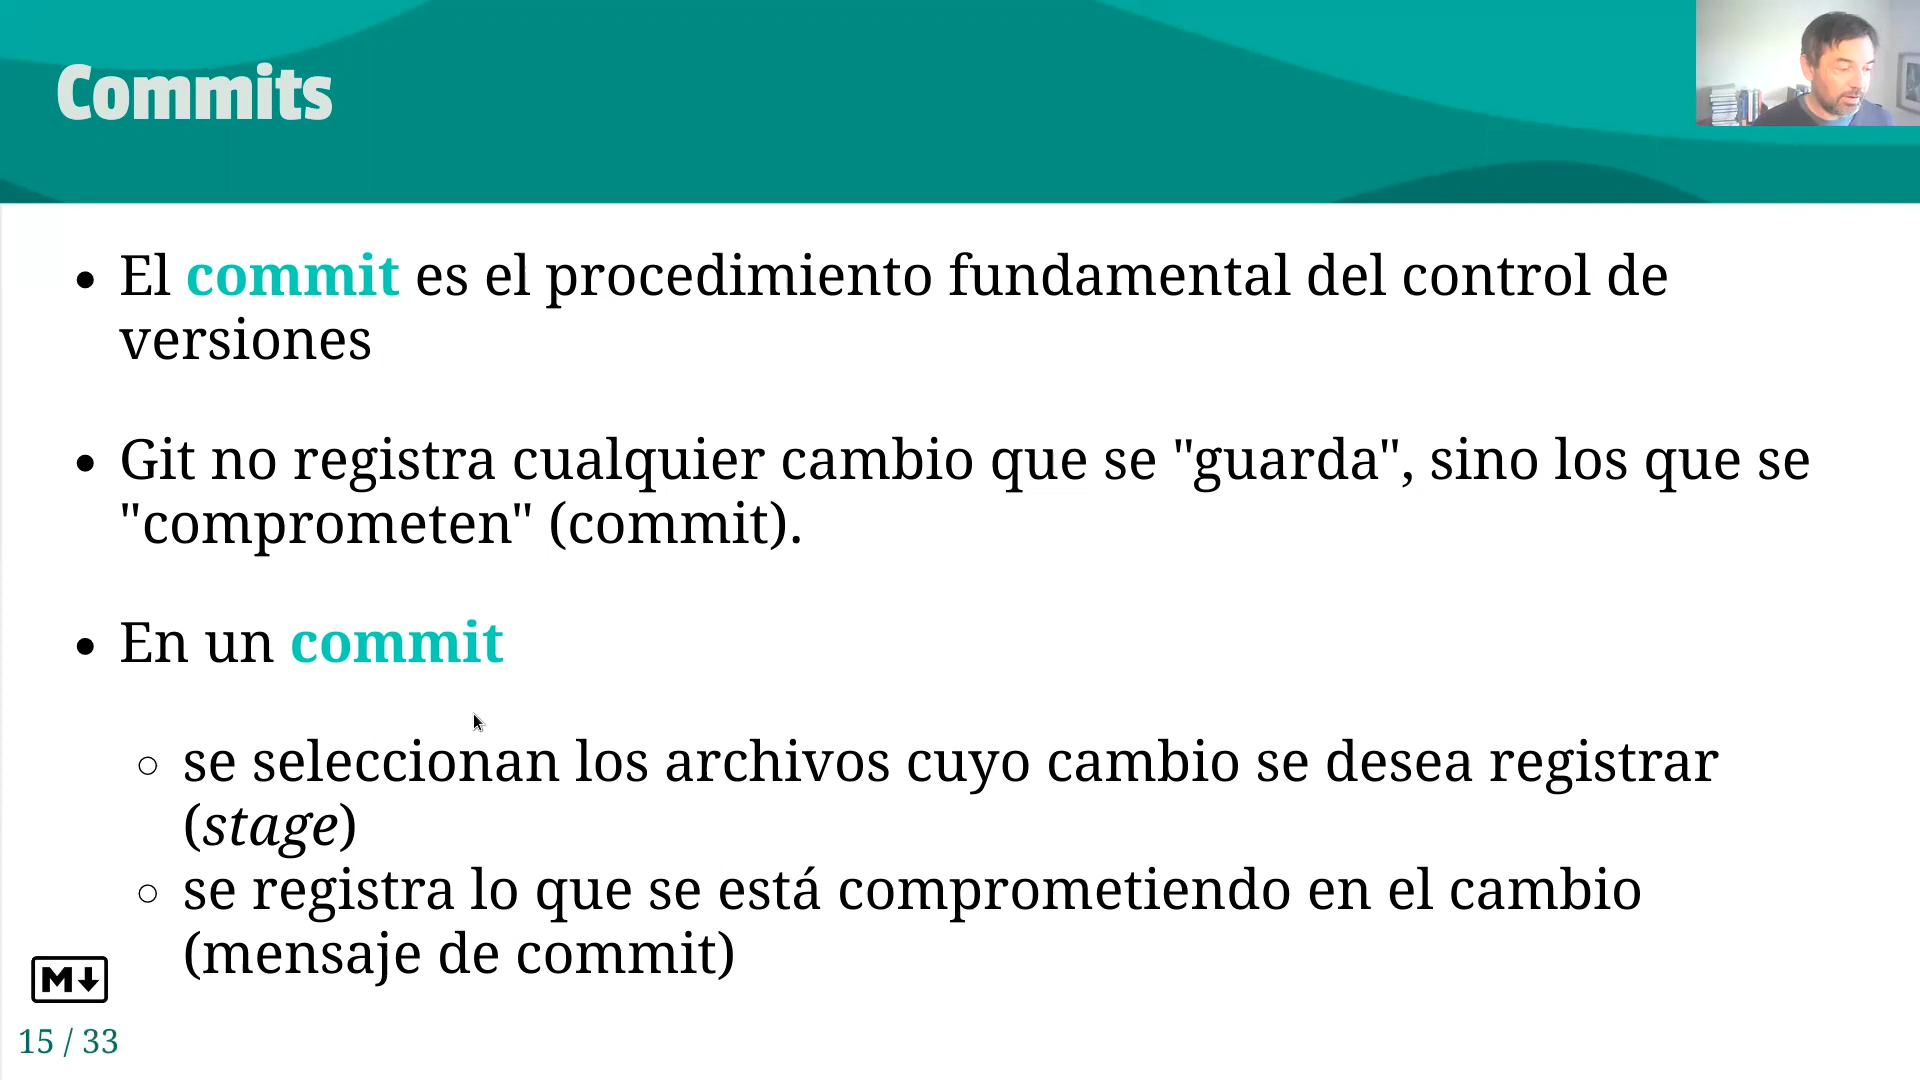 Commits
El commit es el procedimiento fundamental del control de
versiones
Git no registra cualquier cambio que se "guarda", sino los que se
"comprometen" (commit).
En un commit
se seleccionan los archivos cuyo cambio se desea registrar
(stage)
se registra lo que se está comprometiendo en el cambio
(mensaje de commit)
M
15 / 33